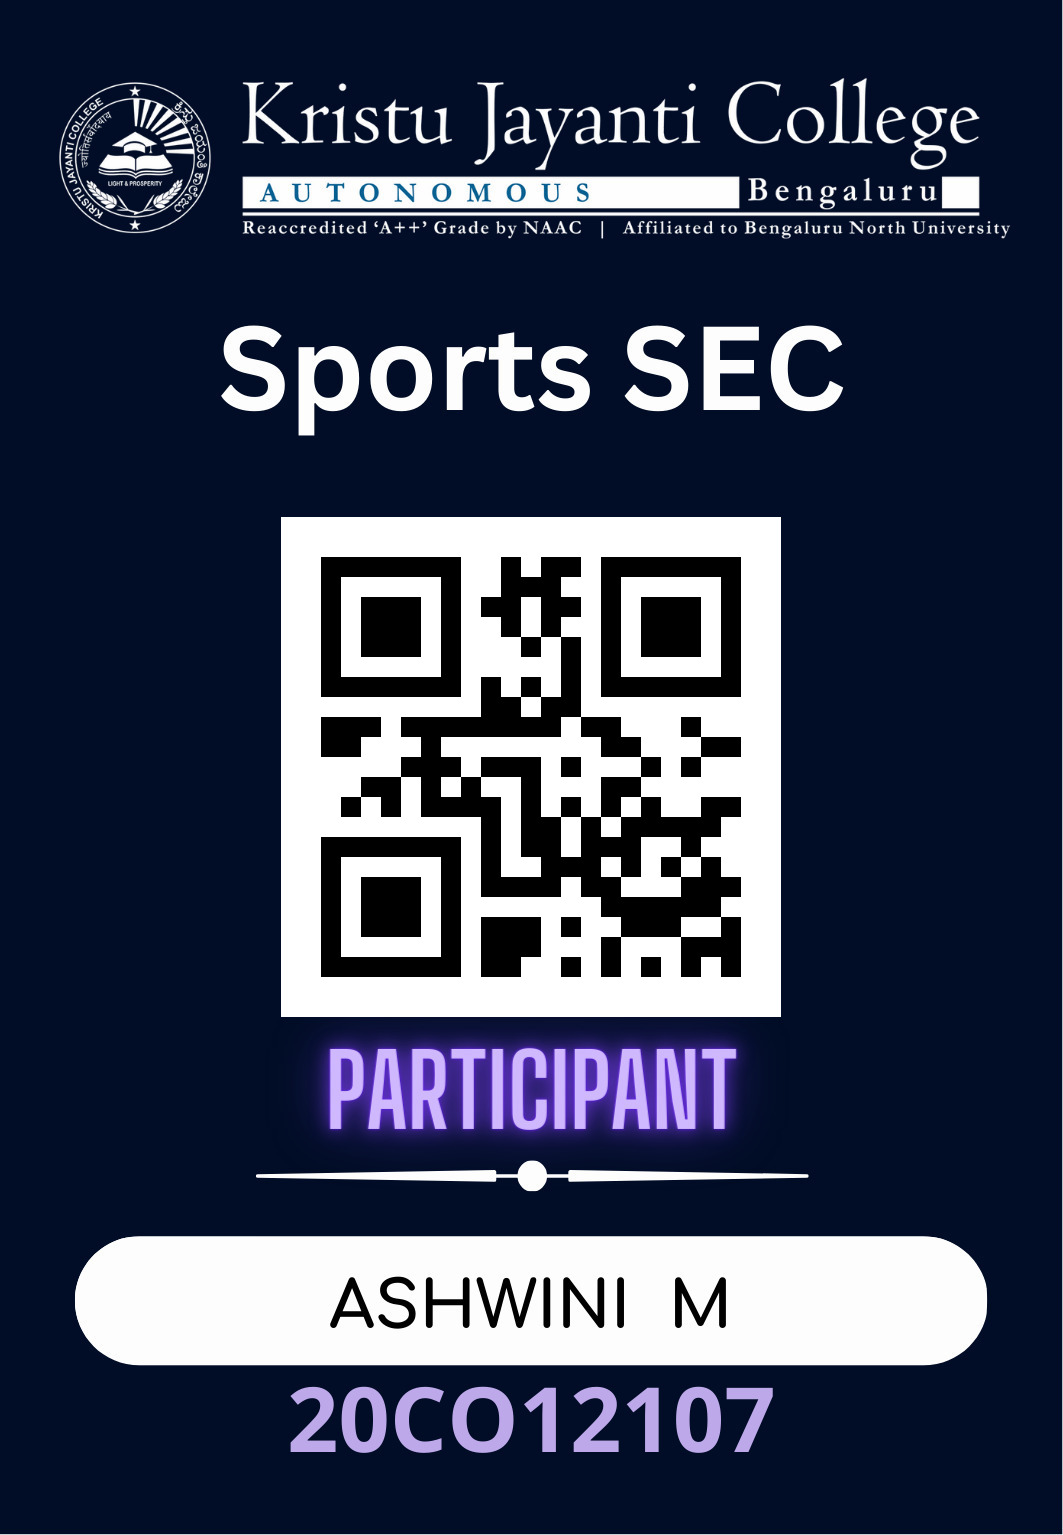 KRISTU JAYANTI COLLEGE
ಕ್ರಿಸ್ತು ಜಯಂತಿ ಕಾಲೇಜು
LIGHT & PROSPERITY
Kristu Jayanti College
AUTONOMOUS Bengaluru
Reaccredited ‘A++’ Grade by NAAC | Affiliated to Bengaluru North University
Sports SEC
PARTICIPANT
ASHWINI M
20CO12107